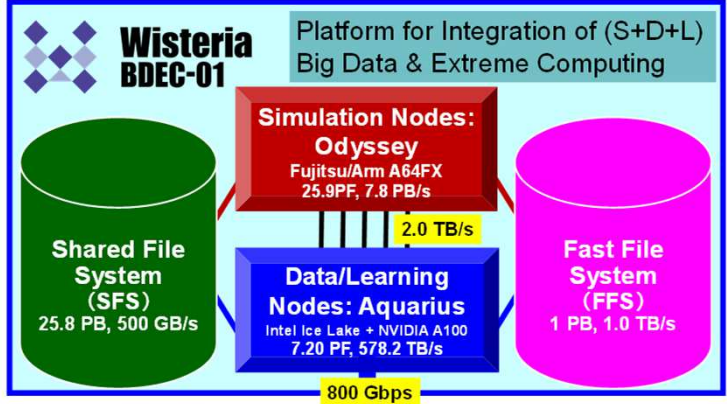 Wisteria
BDEC-01
Platform for Integration of (S+D+L)
Big Data & Extreme Computing
Simulation Nodes:
Odyssey
Fujitsu/Arm A64FX
25.9PF, 7.8 PB/s
2.0 TB/s
Shared File
System
(SFS)
25.8 PB, 500 GB/s
Data/Learning
Nodes: Aquarius
Intel Ice Lake + NVIDIA A100
7.20 PF, 578.2 TB/s
Fast File
System
(FFS)
1 PB, 1.0 TB/s
800 Gbps